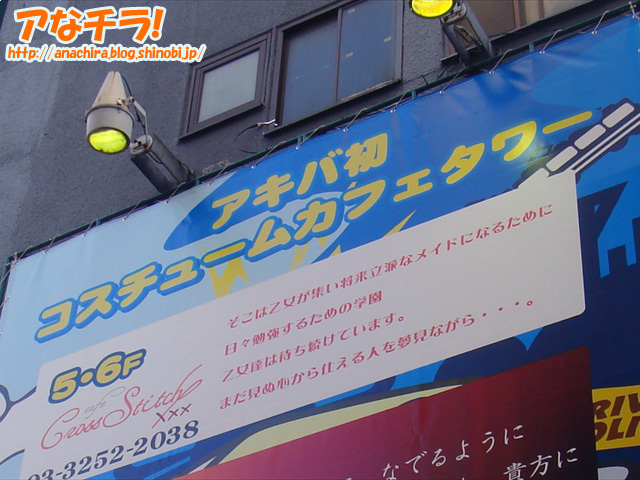 アなチラ!
http://anachira.blog.shinobi.jp/
アキバ初
コスチュームカフェタワー
そこは乙女が集い将来立派なメイドになるために
日々勉強するための学園
乙女達は待ち続けています。
まだ見ぬ心から仕える人を夢見ながら・・・。
5・6F
café
Cross Stitch
xxx
03-3252-2038
なでるように
貴方に